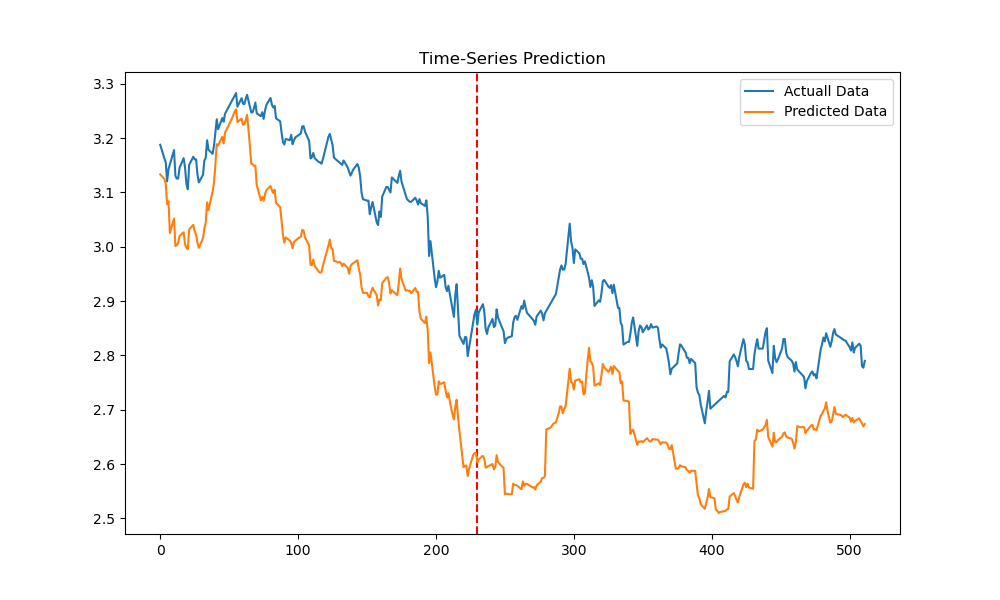 Time-Series Prediction
Actuall Data
Predicted Data
3.3
3.2
3.1
3.0
2.9
2.8
2.7
2.6
2.5
0 100 200 300 400 500